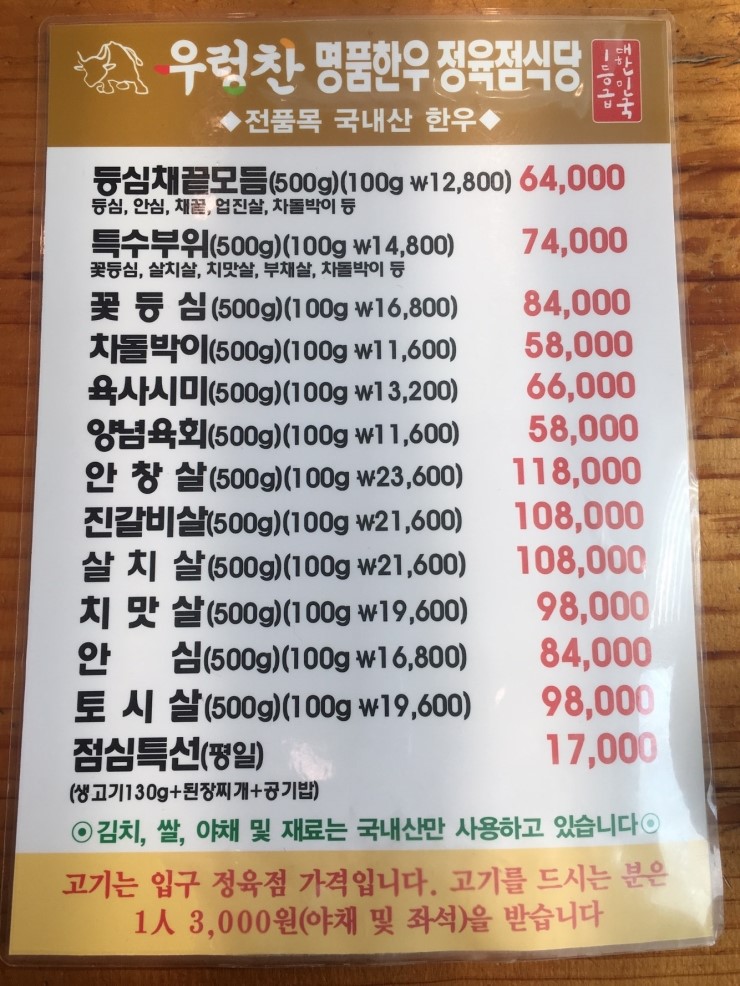 우렁찬 명품한우 정육점식당
대한민국
1등급
◆전품목 국내산 한우◆
등심채끝모듬(500g)(100g ₩12,800) 64,000
등심, 안심, 채끝, 업진살, 차돌박이 등
특수부위(500g)(100g ₩14,800) 74,000
꽃등심, 살치살, 치맛살, 부채살, 차돌박이 등
꽃등심(500g)(100g ₩16,800) 84,000
차돌박이(500g)(100g ₩11,600) 58,000
육사시미(500g)(100g ₩13,200) 66,000
양념육회(500g)(100g ₩11,600) 58,000
안창살(500g)(100g ₩23,600) 118,000
진갈비살(500g)(100g ₩21,600) 108,000
살치살(500g)(100g ₩21,600) 108,000
치맛살(500g)(100g ₩19,600) 98,000
안심(500g)(100g ₩16,800) 84,000
토시살(500g)(100g ₩19,600) 98,000
점심특선(평일) 17,000
(생고기130g+된장찌개+공기밥)
◉김치, 쌀, 야채 및 재료는 국내산만 사용하고 있습니다◉
고기는 입구 정육점 가격입니다. 고기를 드시는 분은
1人 3,000원(야채 및 좌석)을 받습니다